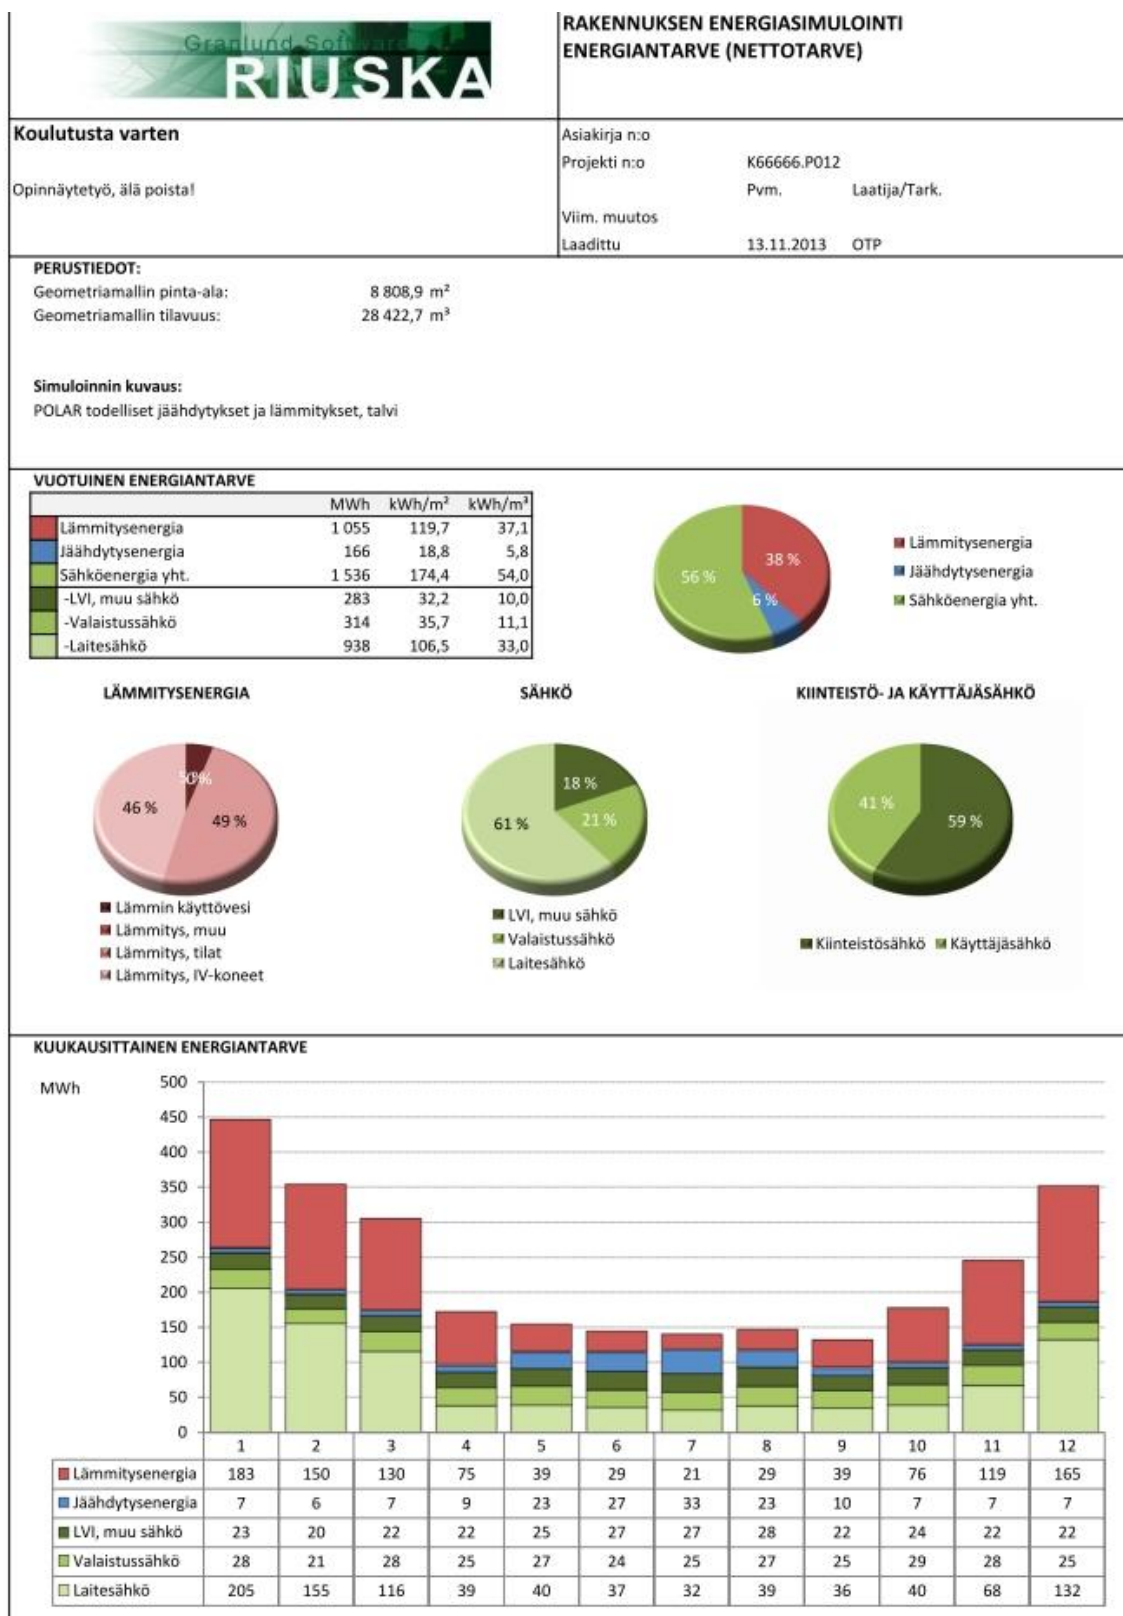 Granlund Software
RIUSKA
RAKENNUKSEN ENERGIASIMULOINTI
ENERGIANTARVE (NETTOTARVE)
Koulutusta varten
Opinnäytetyö, älä poista!
Asiakirja n:o
Projekti n:o K66666.P012
Pvm. Laatija/Tark.
Viim. muutos
Laadittu 13.11.2013 OTP
PERUSTIEDOT:
Geometriamallin pinta-ala: 8 808,9 m²
Geometriamallin tilavuus: 28 422,7 m³
Simuloinnin kuvaus:
POLAR todelliset jäähdytykset ja lämmitykset, talvi
VUOTUINEN ENERGIANTARVE
MWh kWh/m² kWh/m³
Lämmitysenergia 1 055 119,7 37,1
Jäähdytysenergia 166 18,8 5,8
Sähköenergia yht. 1 536 174,4 54,0
-LVI, muu sähkö 283 32,2 10,0
-Valaistussähkö 314 35,7 11,1
-Laitesähkö 938 106,5 33,0
38 %
6 %
56 %
Lämmitysenergia
Jäähdytysenergia
Sähköenergia yht.
LÄMMITYSENERGIA
46 %
49 %
Lämmin käyttövesi
Lämmitys, muu
Lämmitys, tilat
Lämmitys, IV-koneet
SÄHKÖ
18 %
21 %
61 %
LVI, muu sähkö
Valaistussähkö
Laitesähkö
KIINTEISTÖ- JA KÄYTTÄJÄSÄHKÖ
41 %
59 %
Kiinteistösähkö Käyttäjäsähkö
KUUKAUSITTAINEN ENERGIANTARVE
MWh
500
450
400
350
300
250
200
150
100
50
0
1 2 3 4 5 6 7 8 9 10 11 12
Lämmitysenergia 183 150 130 75 39 29 21 29 39 76 119 165
Jäähdytysenergia 7 6 7 9 23 27 33 23 10 7 7 7
LVI, muu sähkö 23 20 22 22 25 27 27 28 22 24 22 22
Valaistussähkö 28 21 28 25 27 24 25 27 25 29 28 25
Laitesähkö 205 155 116 39 40 37 32 39 36 40 68 132